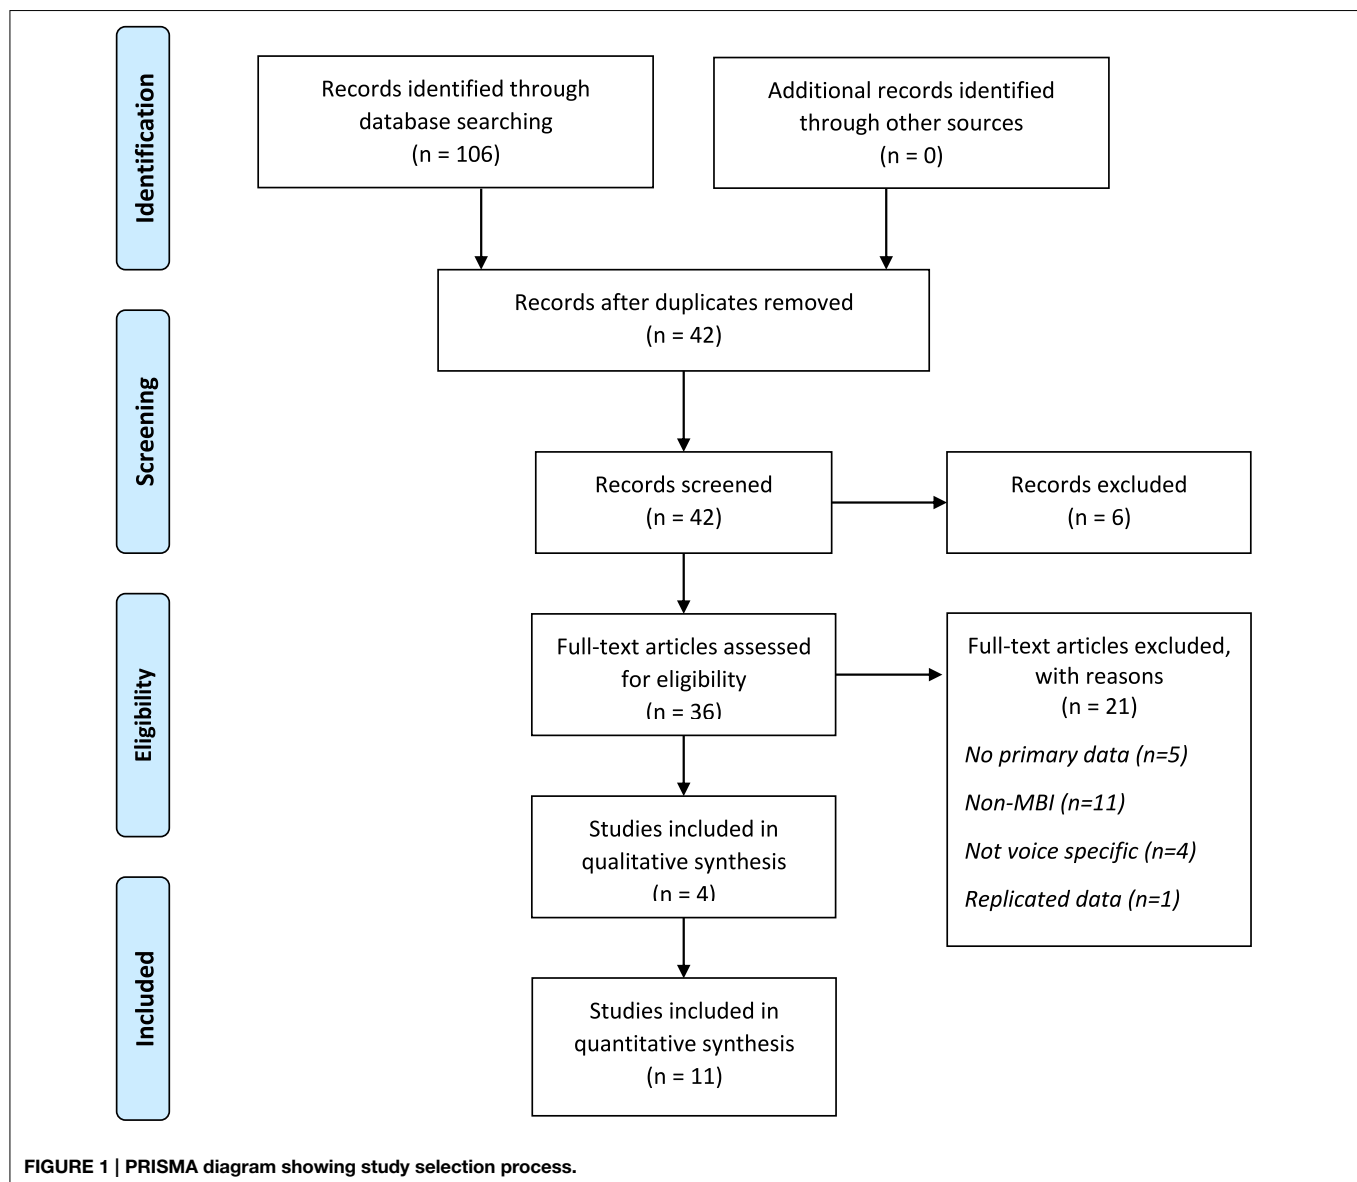 Identification
Records identified through
database searching
(n = 106)
Additional records identified
through other sources
(n = 0)
Records after duplicates removed
(n = 42)
Screening
Records screened
(n = 42)
Records excluded
(n = 6)
Eligibility
Full-text articles assessed
for eligibility
(n = 36)
Full-text articles excluded,
with reasons
(n = 21)
No primary data (n=5)
Non-MBI (n=11)
Not voice specific (n=4)
Replicated data (n=1)
Studies included in
qualitative synthesis
(n = 4)
Included
Studies included in
quantitative synthesis
(n = 11)
FIGURE 1 | PRISMA diagram showing study selection process.